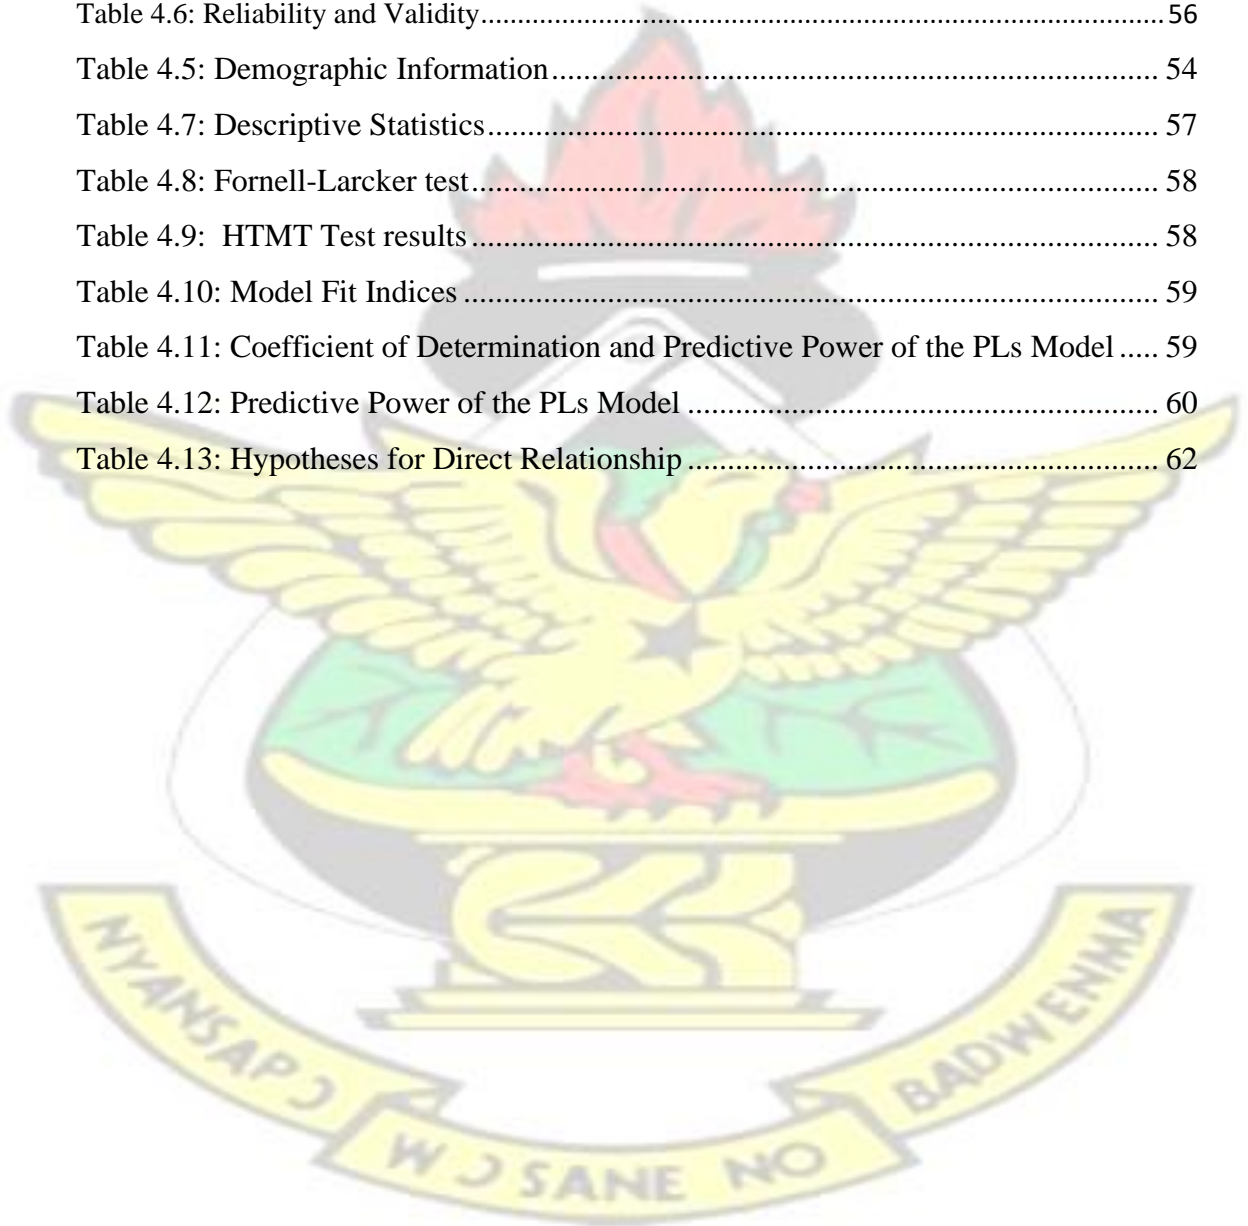 Table 4.6: Reliability and Validity.......................................................................................................56
Table 4.5: Demographic Information................................................................................ 54
Table 4.7: Descriptive Statistics......................................................................................... 57
Table 4.8: Fornell-Larcker test........................................................................................... 58
Table 4.9:  HTMT Test results........................................................................................... 58
Table 4.10: Model Fit Indices............................................................................................ 59
Table 4.11: Coefficient of Determination and Predictive Power of the PLs Model..... 59
Table 4.12: Predictive Power of the PLs Model............................................................. 60
Table 4.13: Hypotheses for Direct Relationship............................................................. 62
NYANSAPƆ WƆSANE NO BADWENMA